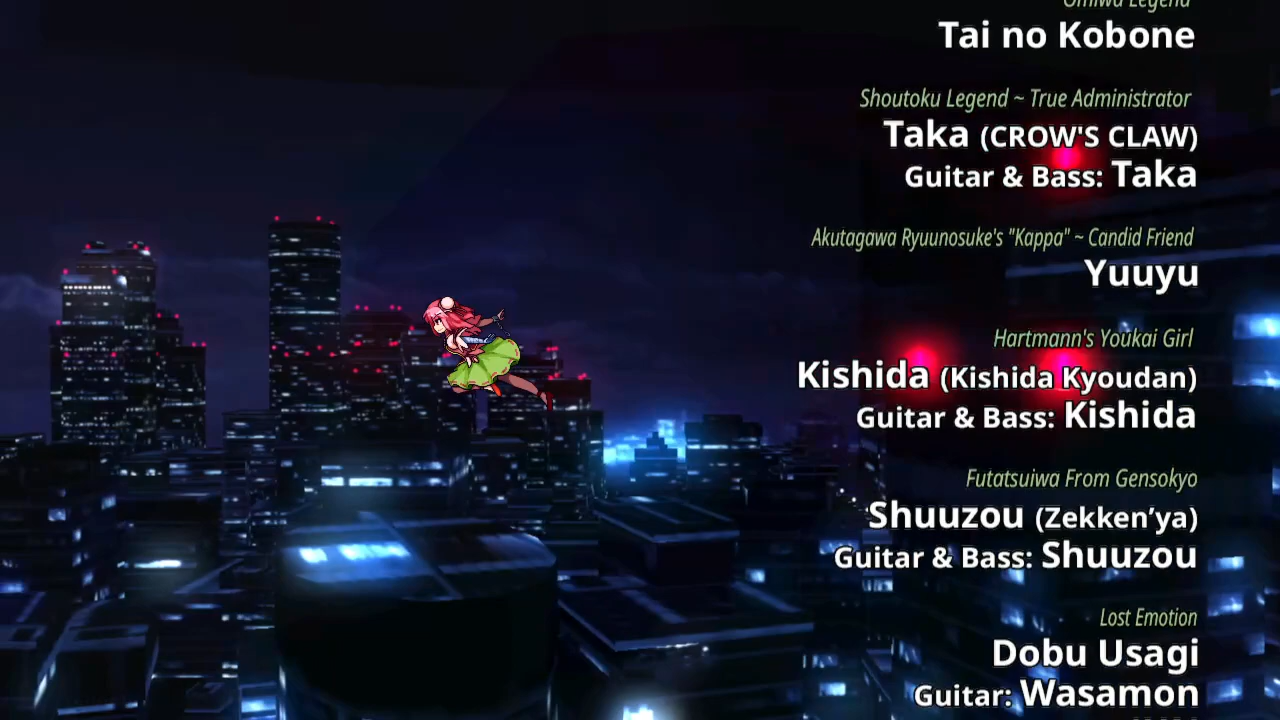 Omiwa Legend
Tai no Kobone
Shoutoku Legend ~ True Administrator
Taka (CROW'S CLAW)
Guitar & Bass: Taka
Akutagawa Ryuunosuke's "Kappa" ~ Candid Friend
Yuuyu
Hartmann's Youkai Girl
Kishida (Kishida Kyoudan)
Guitar & Bass: Kishida
Futatsuiwa From Gensokyo
Shuuzou (Zekken’ya)
Guitar & Bass: Shuuzou
Lost Emotion
Dobu Usagi
Guitar: Wasamon